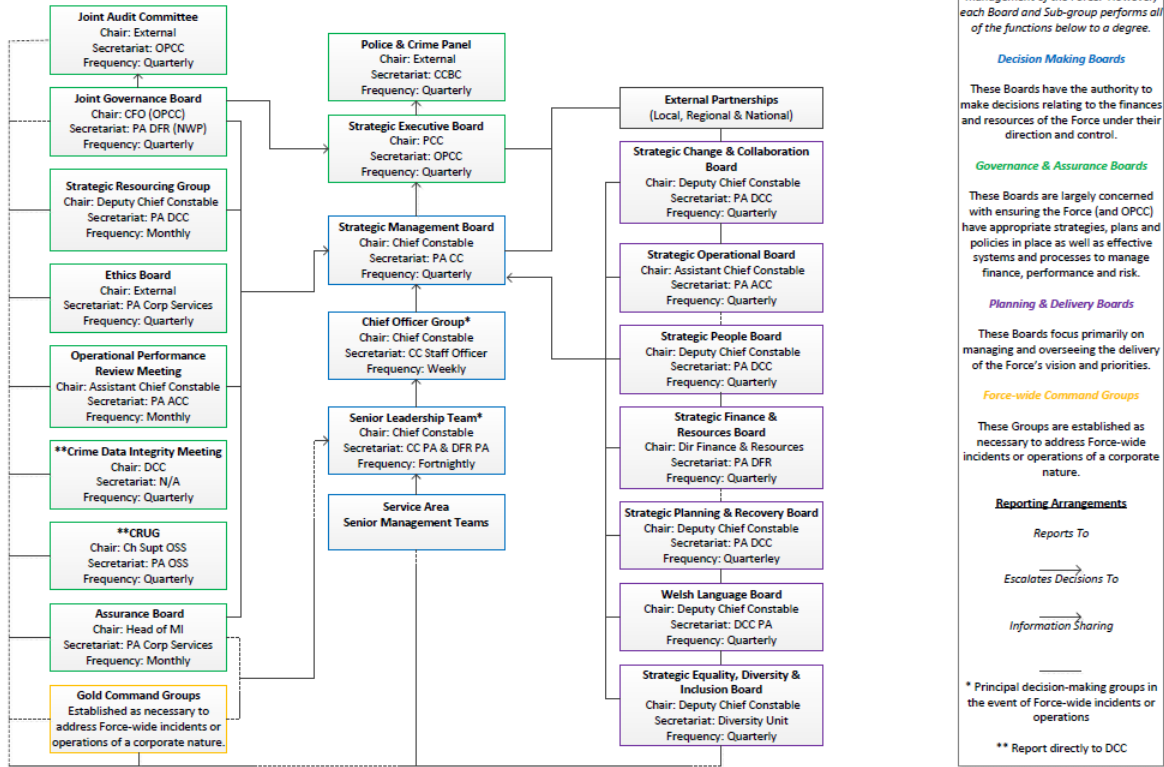 Joint Audit Committee
Chair: External
Secretariat: OPCC
Frequency: Quarterly
Joint Governance Board
Chair: CFO (OPCC)
Secretariat: PA DFR (NWP)
Frequency: Quarterly
Strategic Resourcing Group
Chair: Deputy Chief Constable
Secretariat: PA DCC
Frequency: Monthly
Ethics Board
Chair: External
Secretariat: PA Corp Services
Frequency: Quarterly
Operational Performance
Review Meeting
Chair: Assistant Chief Constable
Secretariat: PA ACC
Frequency: Monthly
**Crime Data Integrity Meeting
Chair: DCC
Secretariat: N/A
Frequency: Quarterly
**CRUG
Chair: Ch Supt OSS
Secretariat: PA OSS
Frequency: Quarterly
Assurance Board
Chair: Head of MI
Secretariat: PA Corp Services
Frequency: Monthly
Gold Command Groups
Established as necessary to
address Force-wide incidents or
operations of a corporate nature.
Police & Crime Panel
Chair: External
Secretariat: CCBC
Frequency: Quarterly
Strategic Executive Board
Chair: PCC
Secretariat: OPCC
Frequency: Quarterly
Strategic Management Board
Chair: Chief Constable
Secretariat: PA CC
Frequency: Quarterly
Chief Officer Group*
Chair: Chief Constable
Secretariat: CC Staff Officer
Frequency: Weekly
Senior Leadership Team*
Chair: Chief Constable
Secretariat: CC PA & DFR PA
Frequency: Fortnightly
Service Area
Senior Management Teams
External Partnerships
(Local, Regional & National)
Strategic Change & Collaboration
Board
Chair: Deputy Chief Constable
Secretariat: PA DCC
Frequency: Quarterly
Strategic Operational Board
Chair: Assistant Chief Constable
Secretariat: PA ACC
Frequency: Quarterly
Strategic People Board
Chair: Deputy Chief Constable
Secretariat: PA DCC
Frequency: Quarterly
Strategic Finance &
Resources Board
Chair: Dir Finance & Resources
Secretariat: PA DFR
Frequency: Quarterly
Strategic Planning & Recovery Board
Chair: Deputy Chief Constable
Secretariat: PA DCC
Frequency: Quarterley
Welsh Language Board
Chair: Deputy Chief Constable
Secretariat: DCC PA
Frequency: Quarterly
Strategic Equality, Diversity &
Inclusion Board
Chair: Deputy Chief Constable
Secretariat: Diversity Unit
Frequency: Quarterly
management of the Force. However,
each Board and Sub-group performs all
of the functions below to a degree.
Decision Making Boards
These Boards have the authority to
make decisions relating to the finances
and resources of the Force under their
direction and control.
Governance & Assurance Boards
These Boards are largely concerned
with ensuring the Force (and OPCC)
have appropriate strategies, plans and
policies in place as well as effective
systems and processes to manage
finance, performance and risk.
Planning & Delivery Boards
These Boards focus primarily on
managing and overseeing the delivery
of the Force's vision and priorities.
Force-wide Command Groups
These Groups are established as
necessary to address Force-wide
incidents or operations of a corporate
nature.
Reporting Arrangements
Reports To
Escalates Decisions To
Information Sharing
* Principal decision-making groups in
the event of Force-wide incidents or
operations
** Report directly to DCC